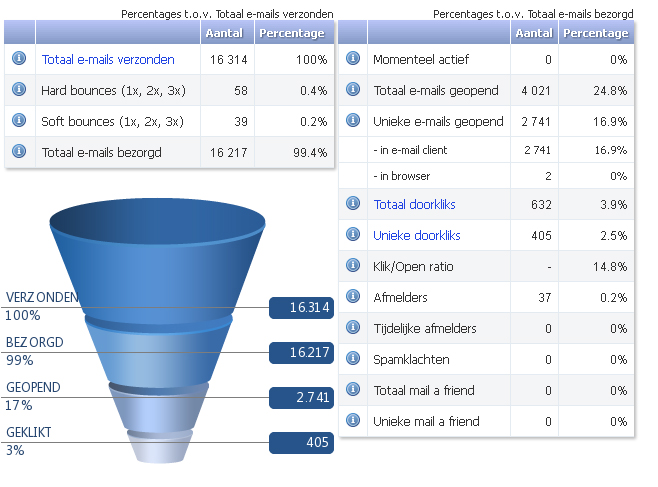 Percentages t.o.v. Totaal e-mails verzonden
Aantal Percentage
Totaal e-mails verzonden 16 314 100%
Hard bounces (1x, 2x, 3x) 58 0.4%
Soft bounces (1x, 2x, 3x) 39 0.2%
Totaal e-mails bezorgd 16 217 99.4%
VERZONDEN 16.314
100%
BEZORGD 16.217
99%
GEOPEND 2.741
17%
GEKLIKT 405
3%
Percentages t.o.v. Totaal e-mails bezorgd
Aantal Percentage
Momenteel actief 0 0%
Totaal e-mails geopend 4 021 24.8%
Unieke e-mails geopend 2 741 16.9%
- in e-mail client 2 741 16.9%
- in browser 2 0%
Totaal doorkliks 632 3.9%
Unieke doorkliks 405 2.5%
Klik/Open ratio - 14.8%
Afmelders 37 0.2%
Tijdelijke afmelders 0 0%
Spamklachten 0 0%
Totaal mail a friend 0 0%
Unieke mail a friend 0 0%